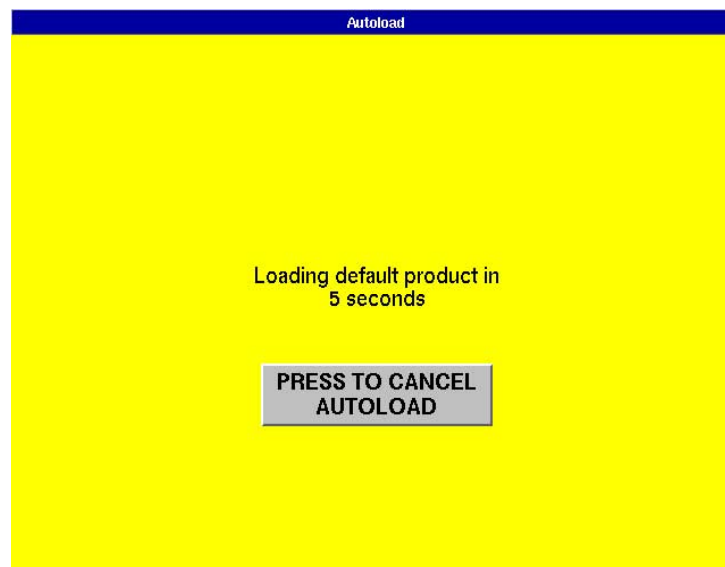 Autoload
Loading default product in
5 seconds
PRESS TO CANCEL
AUTOLOAD